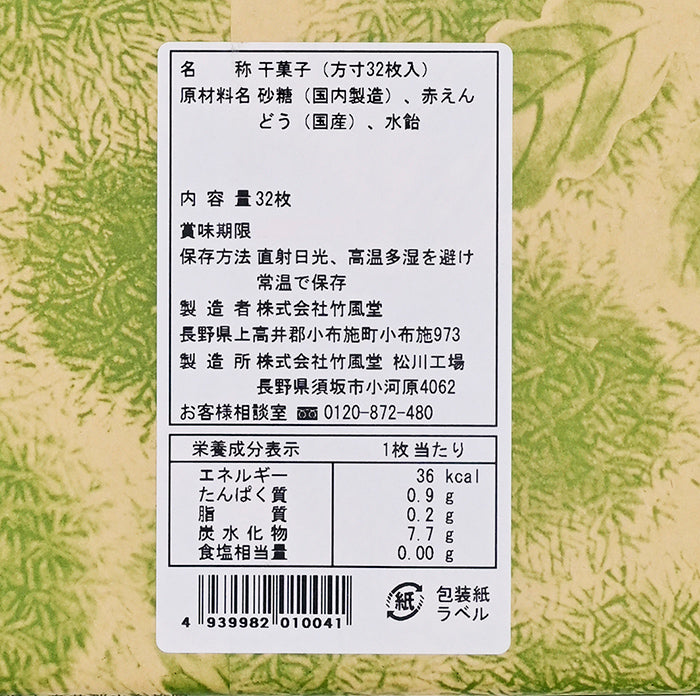 名称 干菓子（方寸32枚入）
原材料名 砂糖（国内製造）、赤えん
どう（国産）、水飴
内容量 32枚
賞味期限
保存方法 直射日光、高温多湿を避け
常温で保存
製造者 株式会社竹風堂
長野県上高井郡小布施町小布施973
製造所 株式会社竹風堂 松川工場
長野県須坂市小河原4062
お客様相談室 0120-872-480
栄養成分表示 1枚当たり
エネルギー 36 kcal
たんぱく質 0.9 g
脂質 0.2 g
炭水化物 7.7 g
食塩相当量 0.00 g
4 939982 010041
紙
包装紙
ラベル